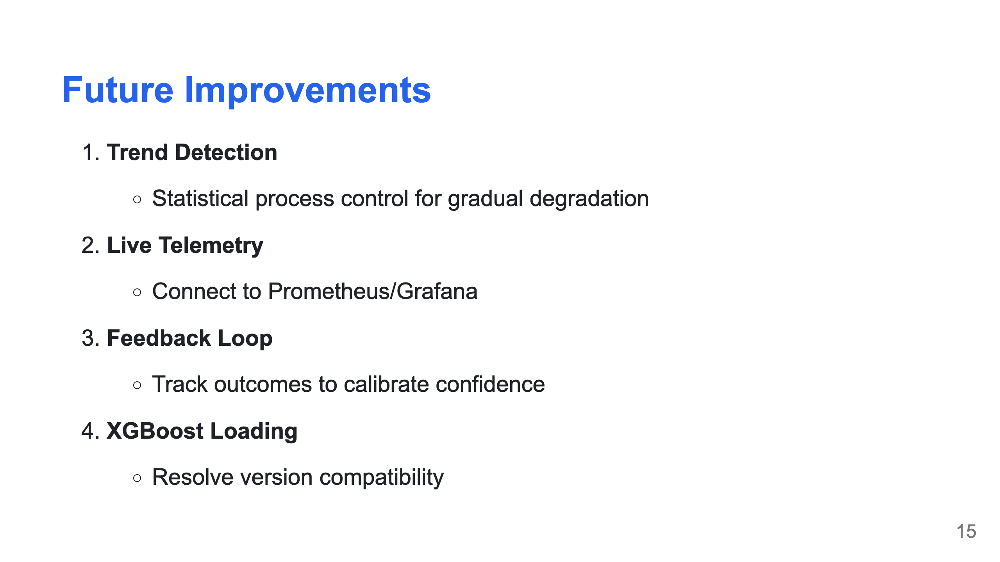 Future Improvements
1. Trend Detection
○ Statistical process control for gradual degradation
2. Live Telemetry
○ Connect to Prometheus/Grafana
3. Feedback Loop
○ Track outcomes to calibrate confidence
4. XGBoost Loading
○ Resolve version compatibility
15